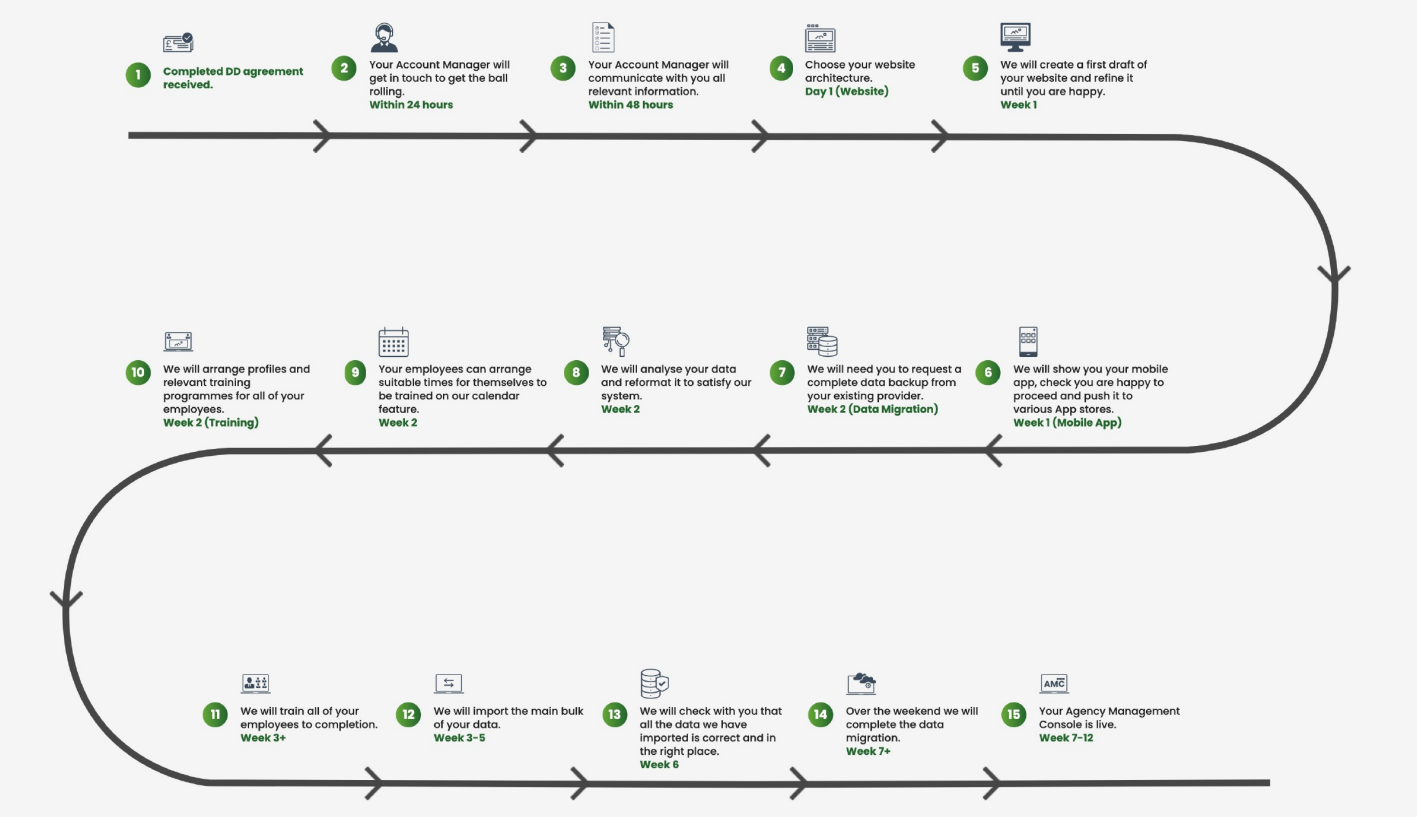 1
Completed DD agreement
received.
2
Your Account Manager will
get in touch to get the ball
rolling.
Within 24 hours
3
Your Account Manager will
communicate with you all
relevant information.
Within 48 hours
4
Choose your website
architecture.
Day 1 (Website)
5
We will create a first draft of
your website and refine it
until you are happy.
Week 1
6
We will show you your mobile
app, check you are happy to
proceed and push it to
various App stores.
Week 1 (Mobile App)
7
We will need you to request a
complete data backup from
your existing provider.
Week 2 (Data Migration)
8
We will analyse your data
and reformat it to satisfy our
system.
Week 2
9
Your employees can arrange
suitable times for themselves to
be trained on our calendar
feature.
Week 2
10
We will arrange profiles and
relevant training
programmes for all of your
employees.
Week 2 (Training)
11
We will train all of your
employees to completion.
Week 3+
12
We will import the main bulk
of your data.
Week 3-5
13
We will check with you that
all the data we have
imported is correct and in
the right place.
Week 6
14
Over the weekend we will
complete the data
migration.
Week 7+
AMC
15
Your Agency Management
Console is live.
Week 7-12